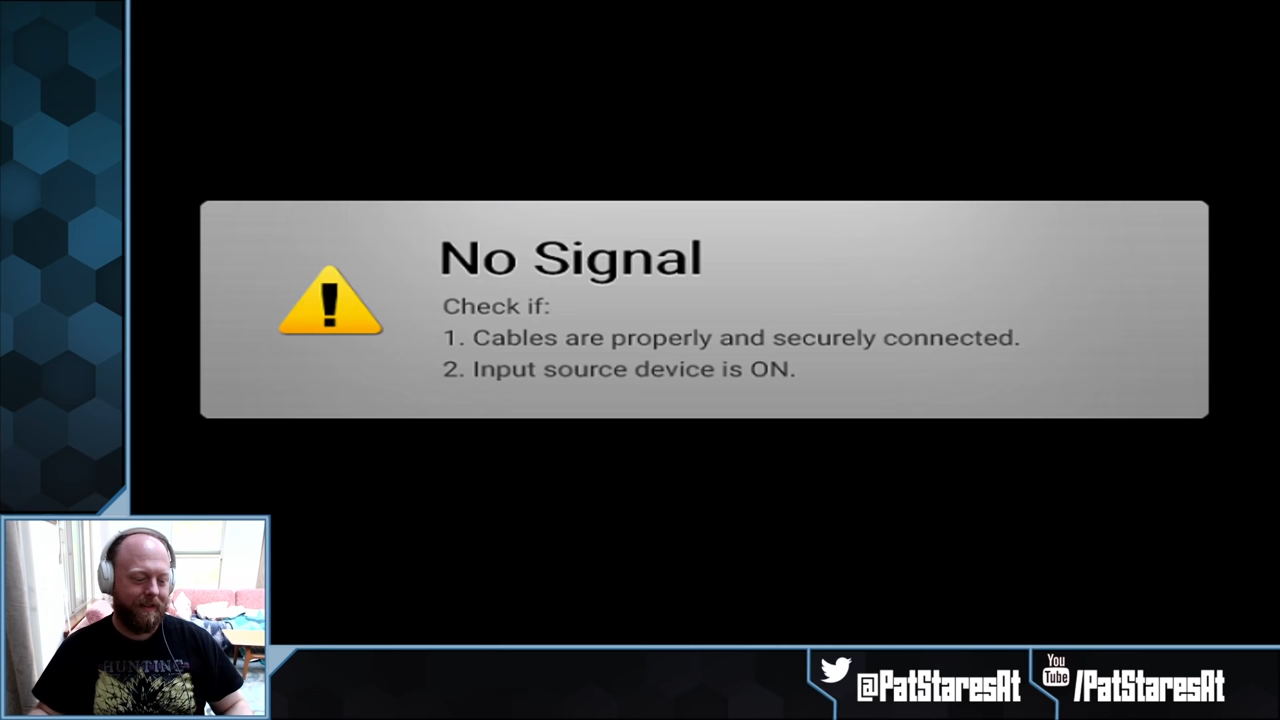 No Signal
Check if:
1. Cables are properly and securely connected.
2. Input source device is ON.
HUNTING
@PatStaresAt
You
Tube
/PatStaresAt